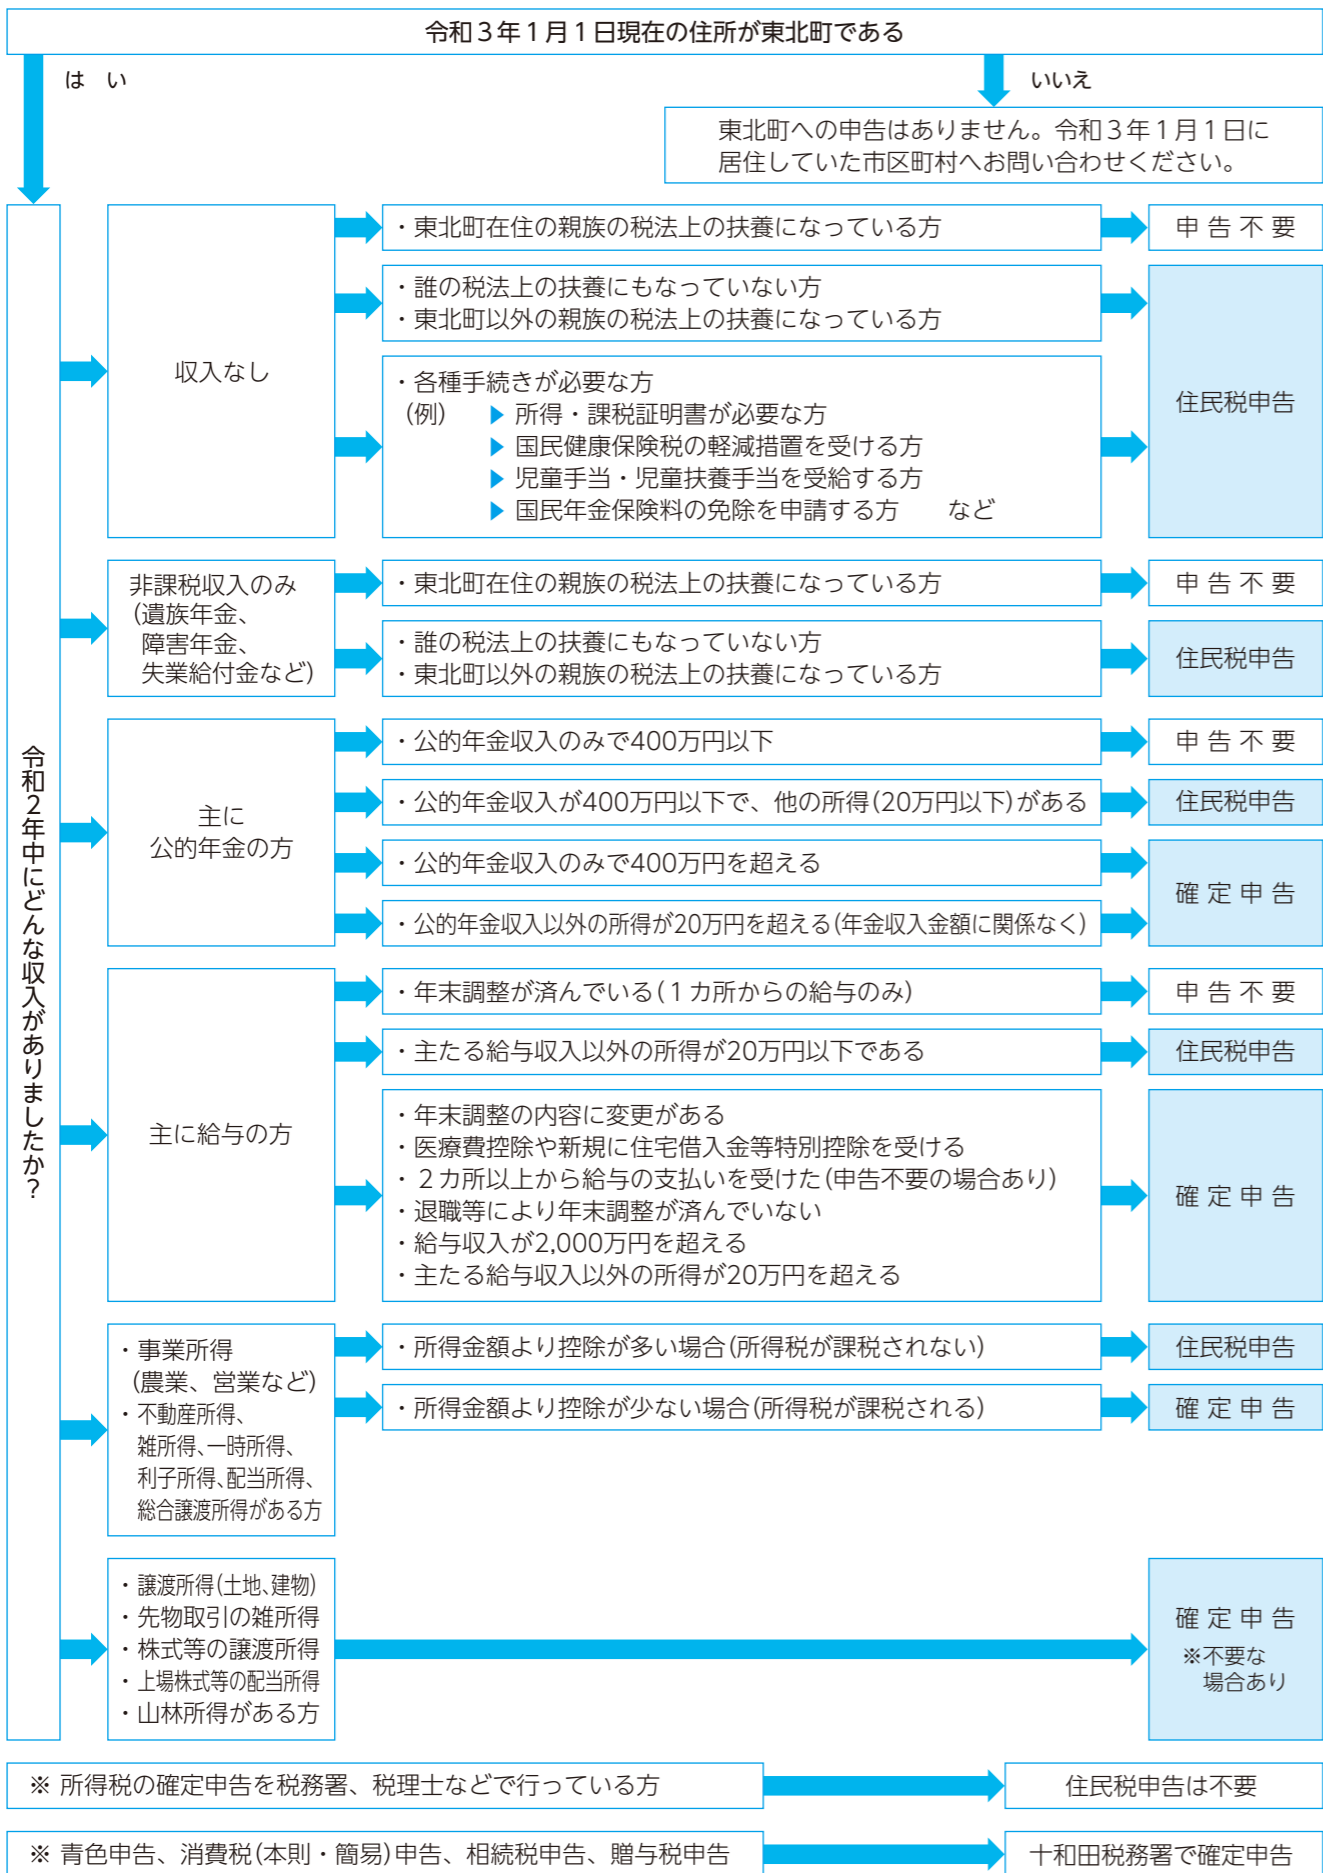 令和３年１月１日現在の住所が東北町である
は　い
いいえ
東北町への申告はありません。令和３年１月１日に
居住していた市区町村へお問い合わせください。
令和２年中にどんな収入がありましたか？
収入なし
・東北町在住の親族の税法上の扶養になっている方
申 告 不 要
・誰の税法上の扶養にもなっていない方
・東北町以外の親族の税法上の扶養になっている方
・各種手続きが必要な方
(例)　▶ 所得・課税証明書が必要な方
▶ 国民健康保険税の軽減措置を受ける方
▶ 児童手当・児童扶養手当を受給する方
▶ 国民年金保険料の免除を申請する方　　など
住民税申告
非課税収入のみ
(遺族年金、
障害年金、
失業給付金など)
・東北町在住の親族の税法上の扶養になっている方
申 告 不 要
・誰の税法上の扶養にもなっていない方
・東北町以外の親族の税法上の扶養になっている方
住民税申告
主に
公的年金の方
・公的年金収入のみで400万円以下
申 告 不 要
・公的年金収入が400万円以下で、他の所得(20万円以下)がある
住民税申告
・公的年金収入のみで400万円を超える
・公的年金収入以外の所得が20万円を超える(年金収入金額に関係なく)
確 定 申 告
主に給与の方
・年末調整が済んでいる(１カ所からの給与のみ)
申 告 不 要
・主たる給与収入以外の所得が20万円以下である
住民税申告
・年末調整の内容に変更がある
・医療費控除や新規に住宅借入金等特別控除を受ける
・２カ所以上から給与の支払いを受けた(申告不要の場合あり)
・退職等により年末調整が済んでいない
・給与収入が2,000万円を超える
・主たる給与収入以外の所得が20万円を超える
確 定 申 告
・事業所得
(農業、営業など)
・不動産所得、
雑所得、一時所得、
利子所得、配当所得、
総合譲渡所得がある方
・所得金額より控除が多い場合(所得税が課税されない)
住民税申告
・所得金額より控除が少ない場合(所得税が課税される)
確 定 申 告
・譲渡所得(土地、建物)
・先物取引の雑所得
・株式等の譲渡所得
・上場株式等の配当所得
・山林所得がある方
確 定 申 告
※不要な
場合あり
※ 所得税の確定申告を税務署、税理士などで行っている方
住民税申告は不要
※ 青色申告、消費税(本則・簡易)申告、相続税申告、贈与税申告
十和田税務署で確定申告